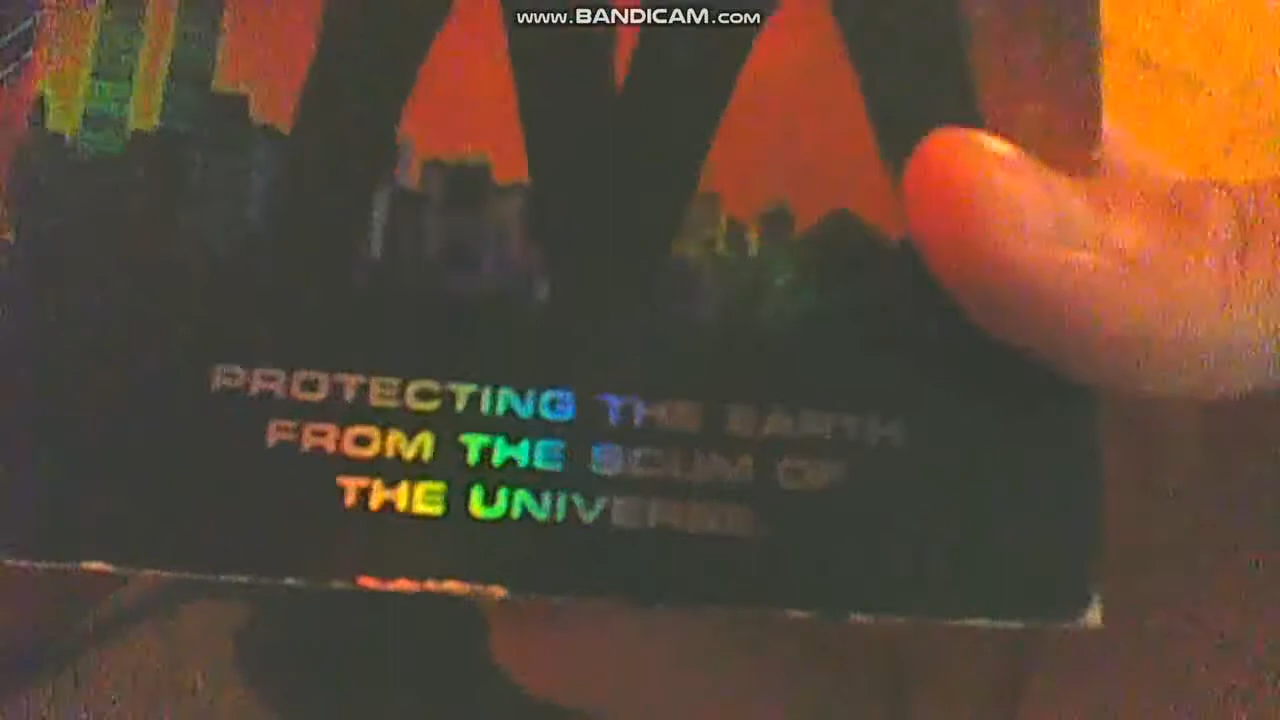 www.BANDICAM.com
PROTECTING THE EARTH
FROM THE SCUM OF
THE UNIVERSE